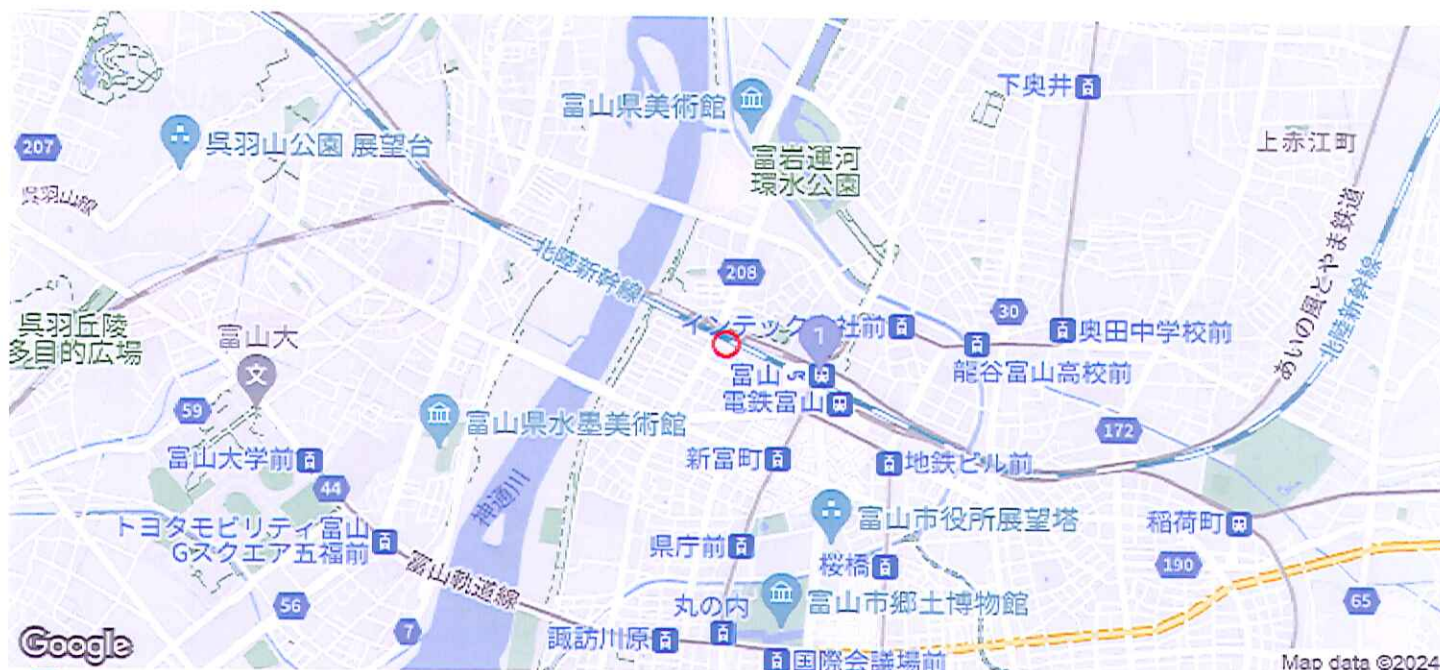 下奥井
富山県美術館
207
呉羽山公園 展望台
上赤江町
富岩運河
環水公園
呉羽山線
あいの風とやま鉄道
北陸新幹線
北陸新幹線
208
30
呉羽丘陵
多目的広場
富山大
文
インテック
社前
1
奥田中学校前
龍谷富山高校前
富山
JR
電鉄富山
59
富山県水墨美術館
172
富山大学前
新富町
地鉄ビル前
44
神通川
富山市役所展望塔
稲荷町
トヨタモビリティ富山
Gスクエア五福前
県庁前
桜橋
190
富山軌道線
56
7
丸の内
富山市郷土博物館
65
諏訪川原
国際会議場前
Google
Map data ©2024